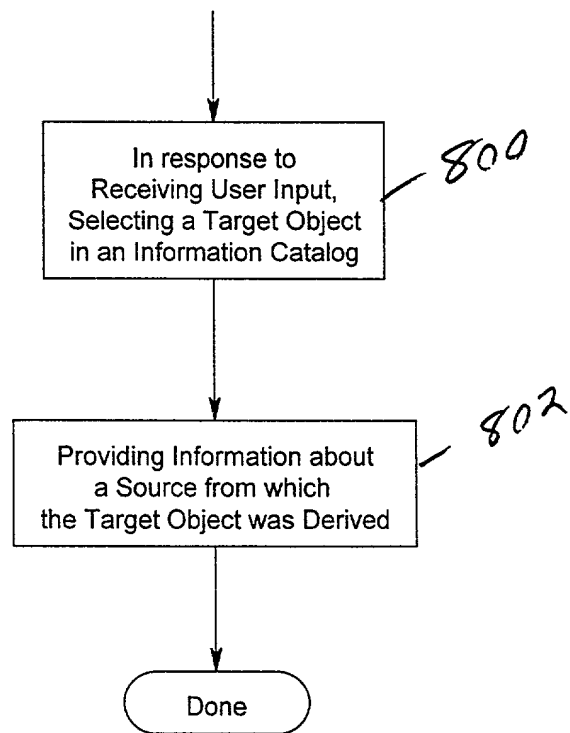 In response to
Receiving User Input,
Selecting a Target Object
in an Information Catalog
800
Providing Information about
a Source from which
the Target Object was Derived
802
Done